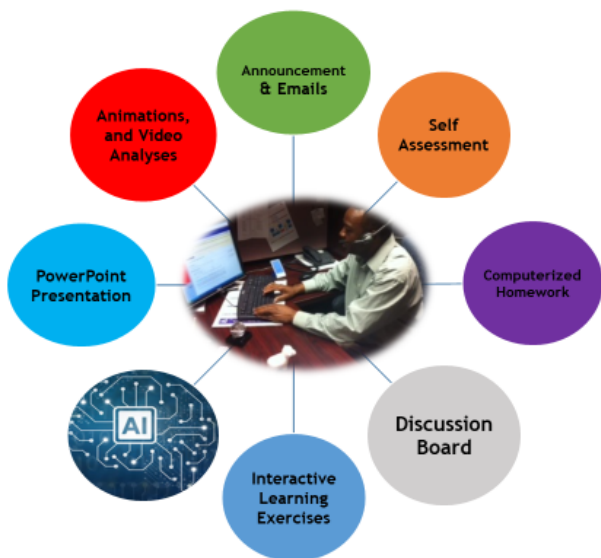 Announcement
& Emails
Self
Assessment
Computerized
Homework
Discussion
Board
Interactive
Learning
Exercises
AI
PowerPoint
Presentation
Animations,
and Video
Analyses